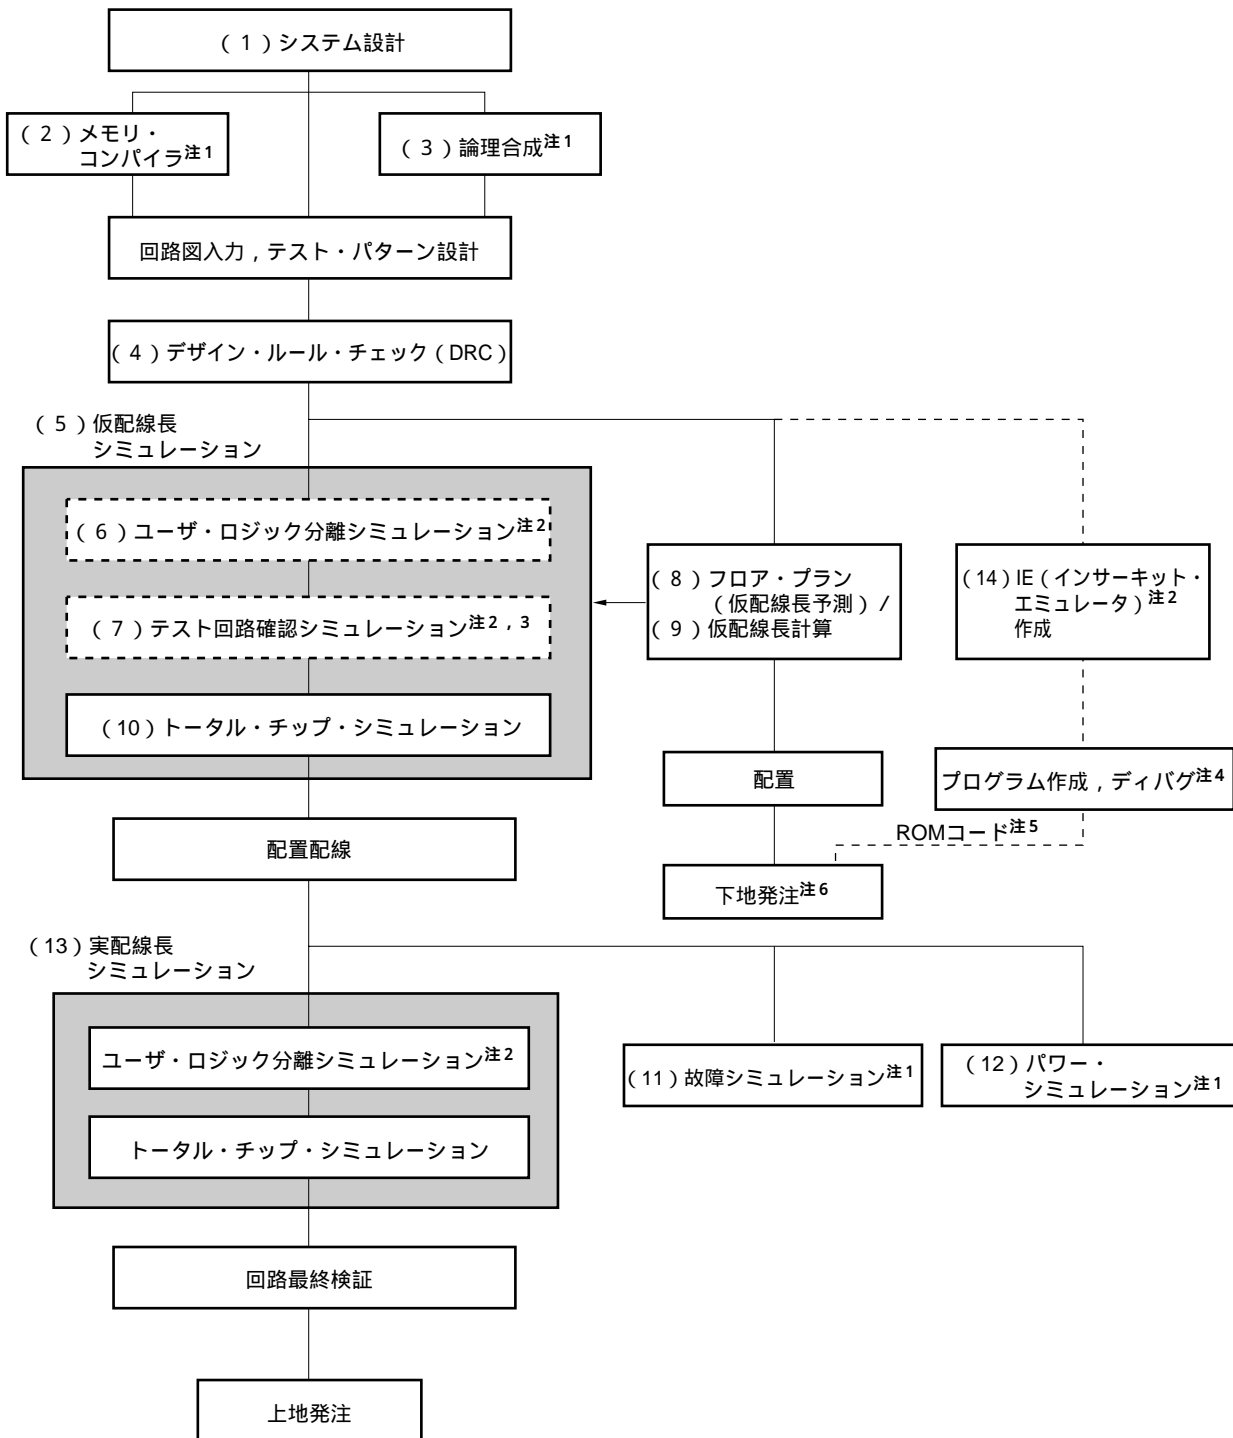 （1）システム設計
（2）メモリ・
コンパイラ注1
（3）論理合成注1
回路図入力，テスト・パターン設計
（4）デザイン・ルール・チェック（DRC）
（5）仮配線長
シミュレーション
（6）ユーザ・ロジック分離シミュレーション注2
（7）テスト回路確認シミュレーション注2，3
（10）トータル・チップ・シミュレーション
（8）フロア・プラン
（仮配線長予測）/
（9）仮配線長計算
（14）IE（インサーキット・
エミュレータ）注2
作成
配置
プログラム作成，ディバグ注4
ROMコード注5
下地発注注6
配置配線
（13）実配線長
シミュレーション
ユーザ・ロジック分離シミュレーション注2
トータル・チップ・シミュレーション
（11）故障シミュレーション注1
（12）パワー・
シミュレーション注1
回路最終検証
上地発注